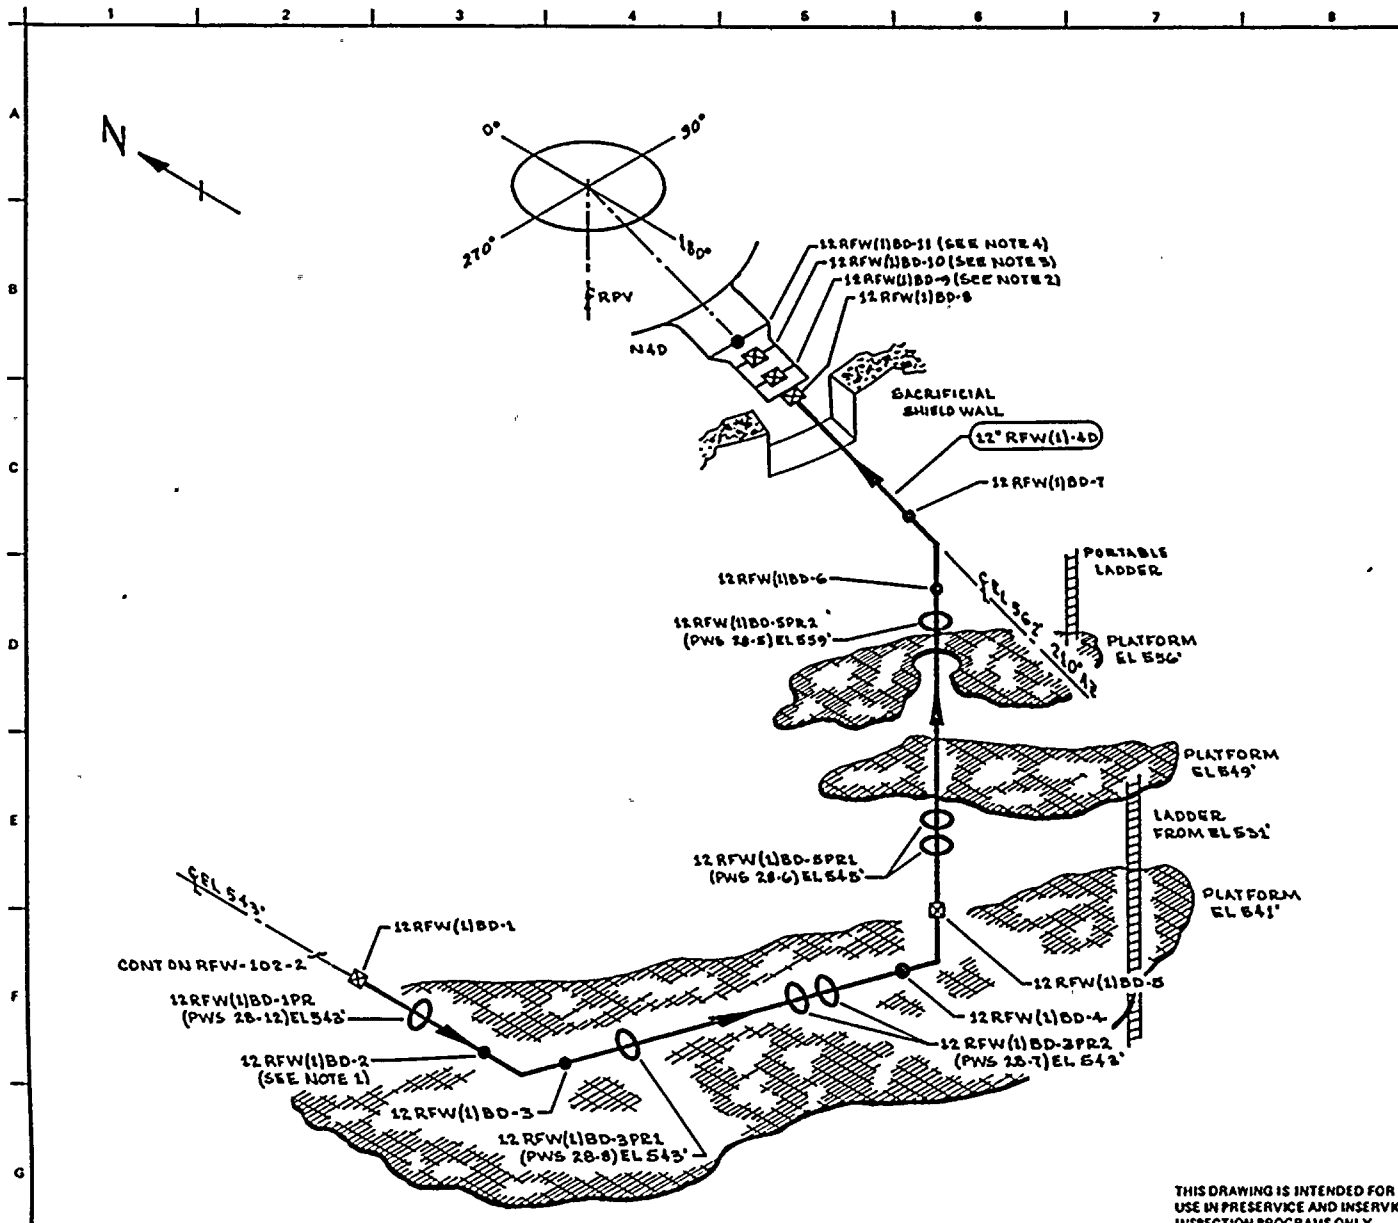 1 2 3 4 5 6 7 8
A
B
C
D
E
F
G
N
0°
90°
270°
180°
RPV
N4D
12RFW(1)BD-11 (SEE NOTE 4)
12RFW(1)BD-10 (SEE NOTE 3)
12RFW(1)BD-9 (SEE NOTE 2)
12RFW(1)BD-8
SACRIFICIAL
SHIELD WALL
12" RFW(1)-4D
12RFW(1)BD-7
PORTABLE
LADDER
12RFW(1)BD-6
12RFW(1)BD-5PR2
(PWS 28-5) EL 559'
EL 562'
210° AZ
PLATFORM
EL 556'
PLATFORM
EL 549'
LADDER
FROM EL 531'
12RFW(1)BD-5PR1
(PWS 28-6) EL 545'
PLATFORM
EL 541'
EL 543'
12RFW(1)BD-1
CONT ON RFW-102-2
12RFW(1)BD-1PR
(PWS 28-12) EL 543'
12RFW(1)BD-5
12RFW(1)BD-4
12RFW(1)BD-3PR2
(PWS 28-7) EL 543'
12RFW(1)BD-2
(SEE NOTE 1)
12RFW(1)BD-3
12RFW(1)BD-3PR1
(PWS 28-8) EL 543'
THIS DRAWING IS INTENDED FOR
USE IN PRESERVICE AND INSERVIC
INSPECTION PROGRAMS ONLY